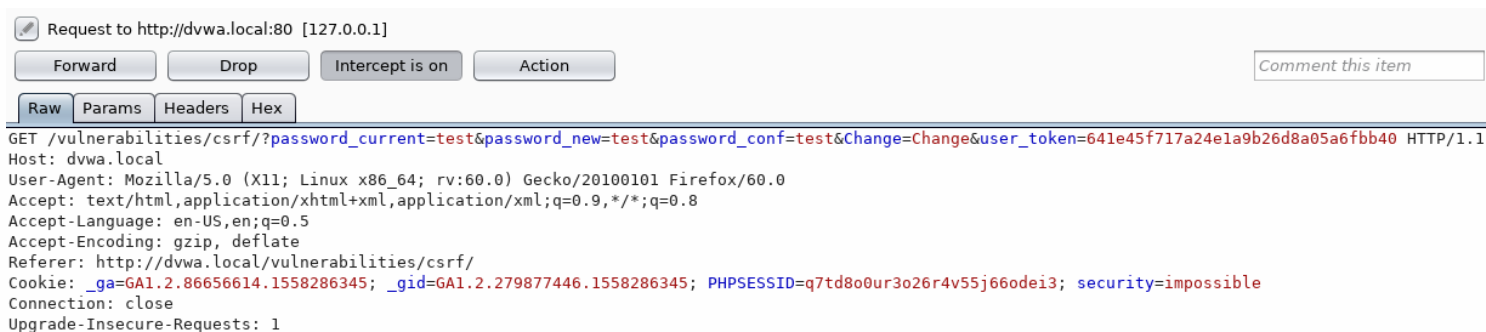 Request to http://dvwa.local:80 [127.0.0.1]
Forward Drop Intercept is on Action Comment this item
Raw Params Headers Hex
GET /vulnerabilities/csrf/?password_current=test&password_new=test&password_conf=test&Change=Change&user_token=641e45f717a24e1a9b26d8a05a6fbb40 HTTP/1.1
Host: dvwa.local
User-Agent: Mozilla/5.0 (X11; Linux x86_64; rv:60.0) Gecko/20100101 Firefox/60.0
Accept: text/html,application/xhtml+xml,application/xml;q=0.9,*/*;q=0.8
Accept-Language: en-US,en;q=0.5
Accept-Encoding: gzip, deflate
Referer: http://dvwa.local/vulnerabilities/csrf/
Cookie: _ga=GA1.2.86656614.1558286345; _gid=GA1.2.279877446.1558286345; PHPSESSID=q7td8o0ur3o26r4v55j66odei3; security=impossible
Connection: close
Upgrade-Insecure-Requests: 1